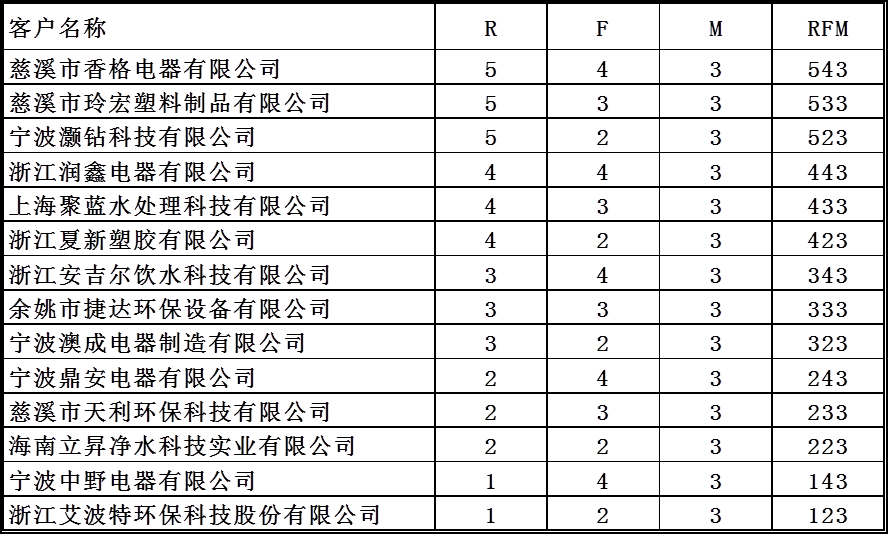 客户名称 R F M RFM
慈溪市香格电器有限公司 5 4 3 543
慈溪市玲宏塑料制品有限公司 5 3 3 533
宁波灏钻科技有限公司 5 2 3 523
浙江润鑫电器有限公司 4 4 3 443
上海聚蓝水处理科技有限公司 4 3 3 433
浙江夏新塑胶有限公司 4 2 3 423
浙江安吉尔饮水科技有限公司 3 4 3 343
余姚市捷达环保设备有限公司 3 3 3 333
宁波澳成电器制造有限公司 3 2 3 323
宁波鼎安电器有限公司 2 4 3 243
慈溪市天利环保科技有限公司 2 3 3 233
海南立昇净水科技实业有限公司 2 2 3 223
宁波中野电器有限公司 1 4 3 143
浙江艾波特环保科技股份有限公司 1 2 3 123